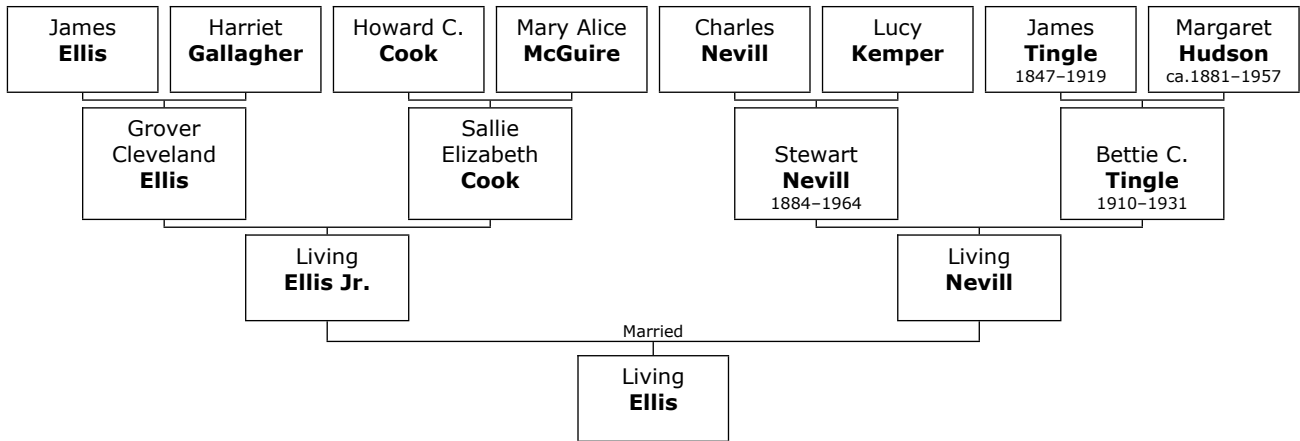 James
Ellis
Harriet
Gallagher
Howard C.
Cook
Mary Alice
McGuire
Charles
Nevill
Lucy
Kemper
James
Tingle
1847–1919
Margaret
Hudson
ca.1881–1957
Grover
Cleveland
Ellis
Sallie
Elizabeth
Cook
Stewart
Nevill
1884–1964
Bettie C.
Tingle
1910–1931
Living
Ellis Jr.
Living
Nevill
Married
Living
Ellis